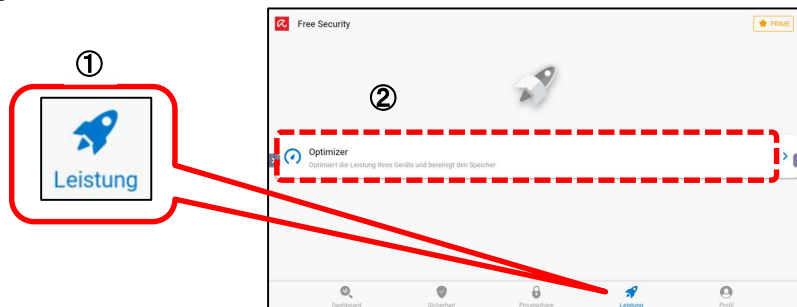 Free Security
PRIME
①
Leistung
②
Optimizer
Optimiert die Leistung Ihres Geräts und bereinigt den Speicher
Dashboard
Sicherheit
Privatsphäre
Leistung
Profil